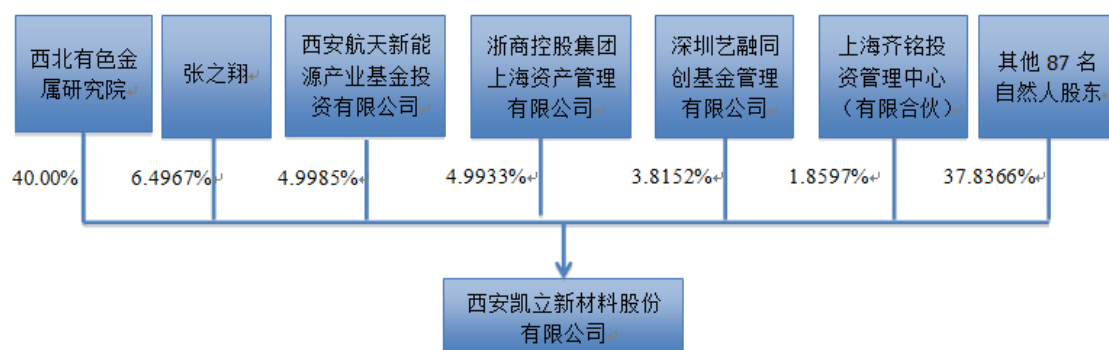 西北有色金
属研究院
张之翔
西安航天新能
源产业基金投
资有限公司
浙商控股集团
上海资产管理
有限公司
深圳艺融同
创基金管理
有限公司
上海齐铭投
资管理中心
（有限合伙）
其他 87 名
自然人股东
40.00%
6.4967%
4.9985%
4.9933%
3.8152%
1.8597%
37.8366%
西安凯立新材料股份
有限公司